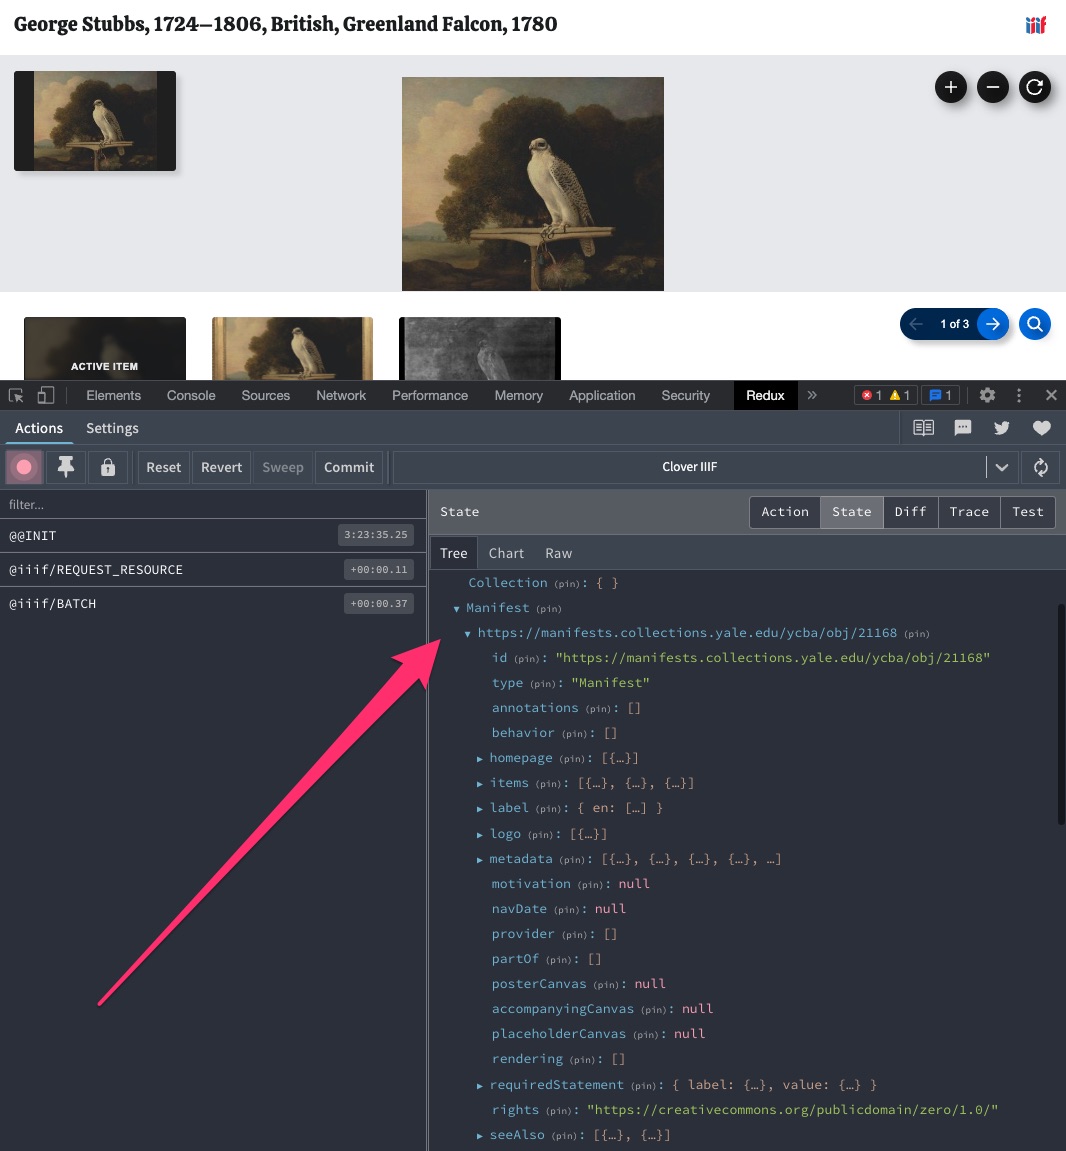 George Stubbs, 1724–1806, British, Greenland Falcon, 1780
iiif
ACTIVE ITEM
1 of 3
Elements Console Sources Network Performance Memory Application Security Redux » 1 1 1
Actions Settings
Reset Revert Sweep Commit Clover IIIF
filter...
@@INIT 3:23:35.25
@iiif/REQUEST_RESOURCE +00:00.11
@iiif/BATCH +00:00.37
State Action State Diff Trace Test
Tree Chart Raw
Collection (pin): { }
▼ Manifest (pin)
▼ https://manifests.collections.yale.edu/ycba/obj/21168 (pin)
id (pin): "https://manifests.collections.yale.edu/ycba/obj/21168"
type (pin): "Manifest"
annotations (pin): []
behavior (pin): []
▶ homepage (pin): [{…}]
▶ items (pin): [{…}, {…}, {…}]
▶ label (pin): { en: […] }
▶ logo (pin): [{…}]
▶ metadata (pin): [{…}, {…}, {…}, {…}, …]
motivation (pin): null
navDate (pin): null
provider (pin): []
partOf (pin): []
posterCanvas (pin): null
accompanyingCanvas (pin): null
placeholderCanvas (pin): null
rendering (pin): []
▶ requiredStatement (pin): { label: {…}, value: {…} }
rights (pin): "https://creativecommons.org/publicdomain/zero/1.0/"
▶ seeAlso (pin): [{…}, {…}]